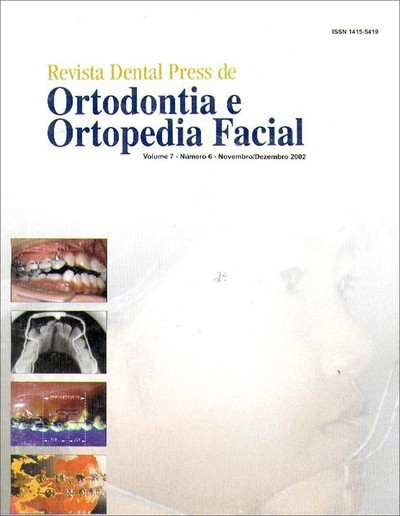 ISSN 1415-5419
Revista Dental Press de
Ortodontia e
Ortopedia Facial
Volume 7 - Número 6 - Novembro/Dezembro 2002